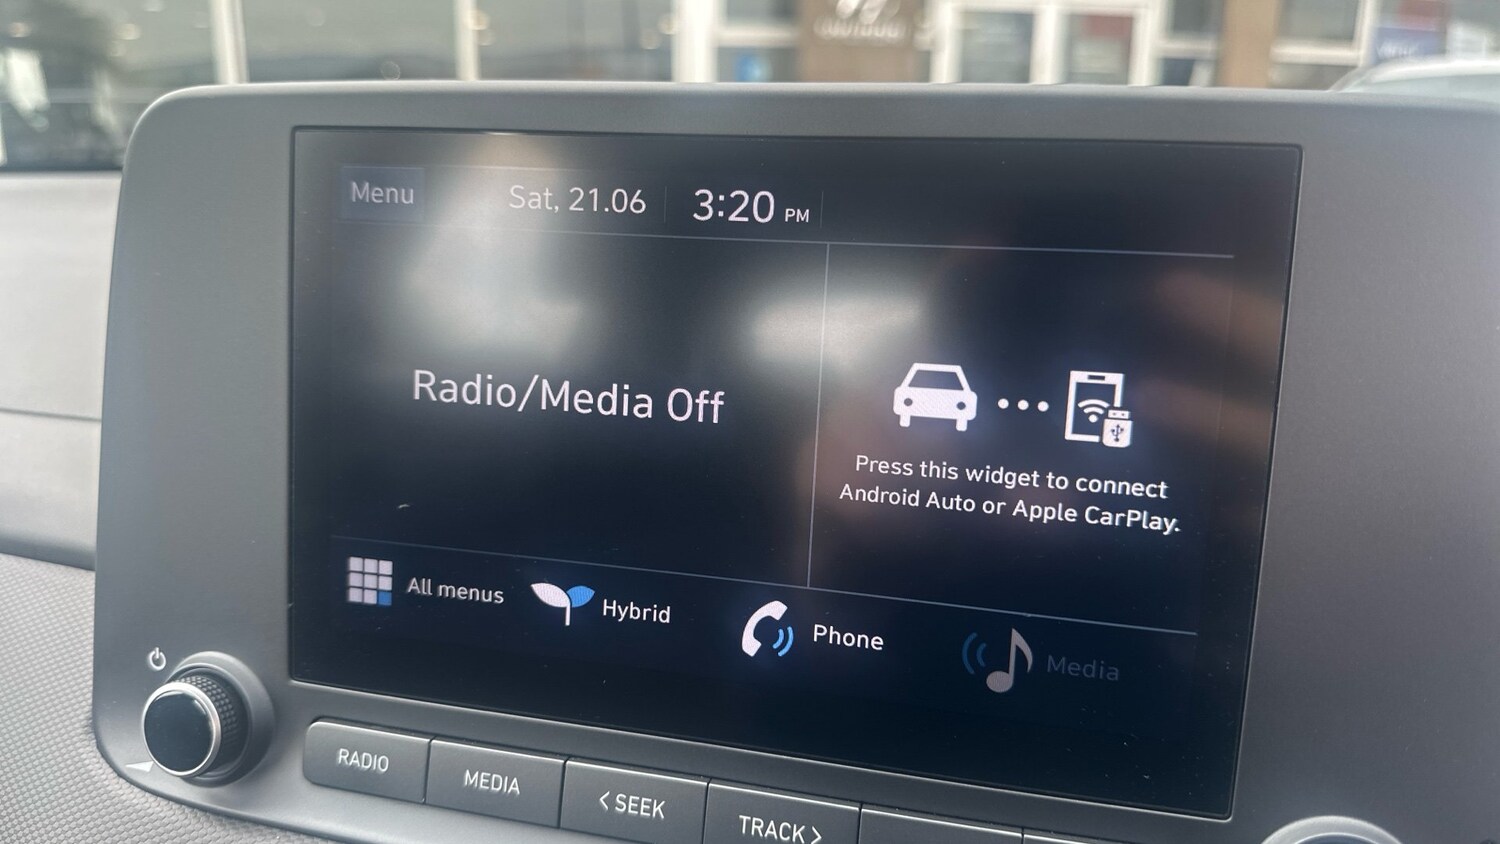 Menu
Sat, 21.06
3:20 PM
Radio/Media Off
Press this widget to connect
Android Auto or Apple CarPlay.
All menus
Hybrid
Phone
Media
RADIO
MEDIA
< SEEK
TRACK >